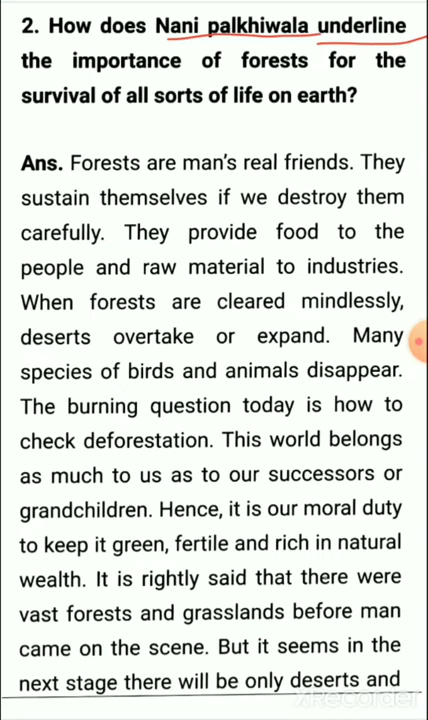 2. How does Nani palkhiwala underline
the importance of forests for the
survival of all sorts of life on earth?
Ans. Forests are man's real friends. They
sustain themselves if we destroy them
carefully. They provide food to the
people and raw material to industries.
When forests are cleared mindlessly,
deserts overtake or expand. Many
species of birds and animals disappear.
The burning question today is how to
check deforestation. This world belongs
as much to us as to our successors or
grandchildren. Hence, it is our moral duty
to keep it green, fertile and rich in natural
wealth. It is rightly said that there were
vast forests and grasslands before man
came on the scene. But it seems in the
next stage there will be only deserts and
XRecorder